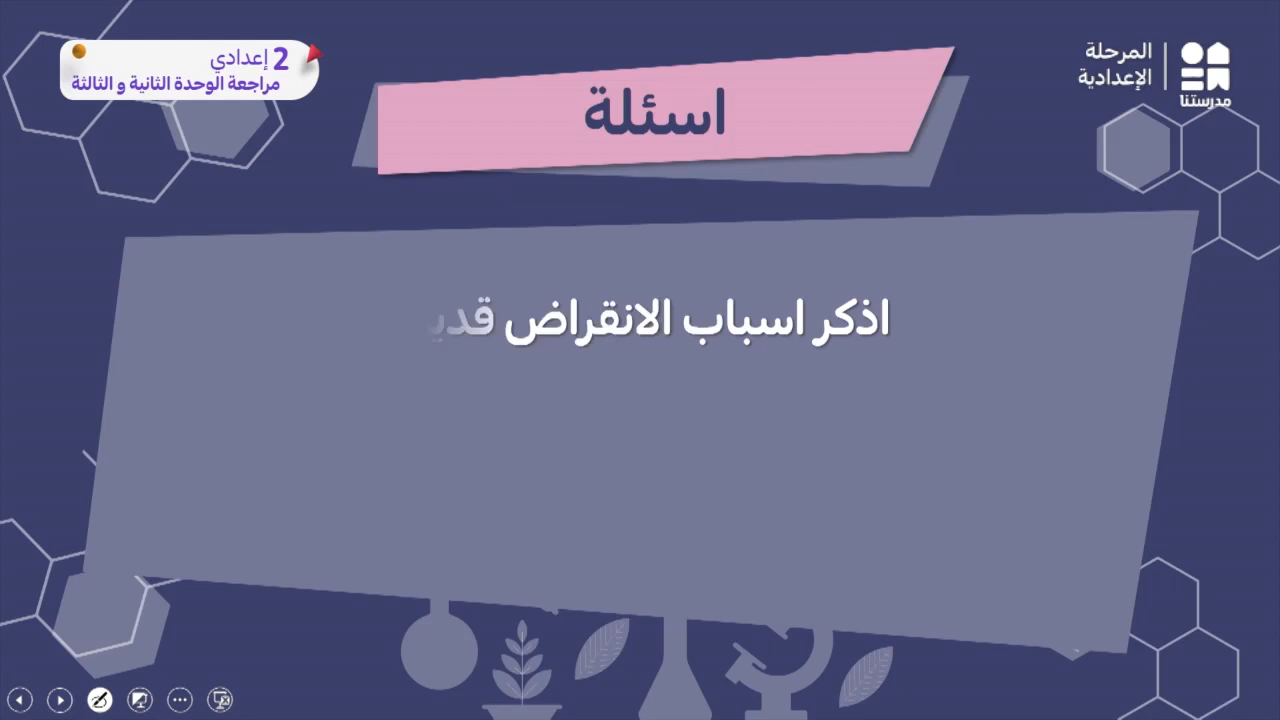 المرحلة
الإعدادية
مدرستنا
2 إعدادي
مراجعة الوحدة الثانية و الثالثة
اسئلة
اذكر اسباب الانقراض